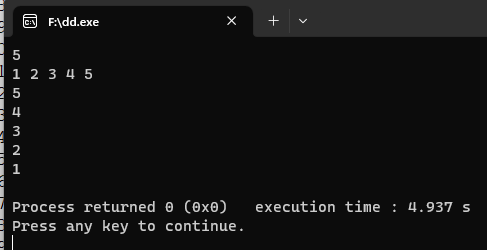 F:\dd.exe
5
1 2 3 4 5
5
4
3
2
1
Process returned 0 (0x0)   execution time : 4.937 s
Press any key to continue.